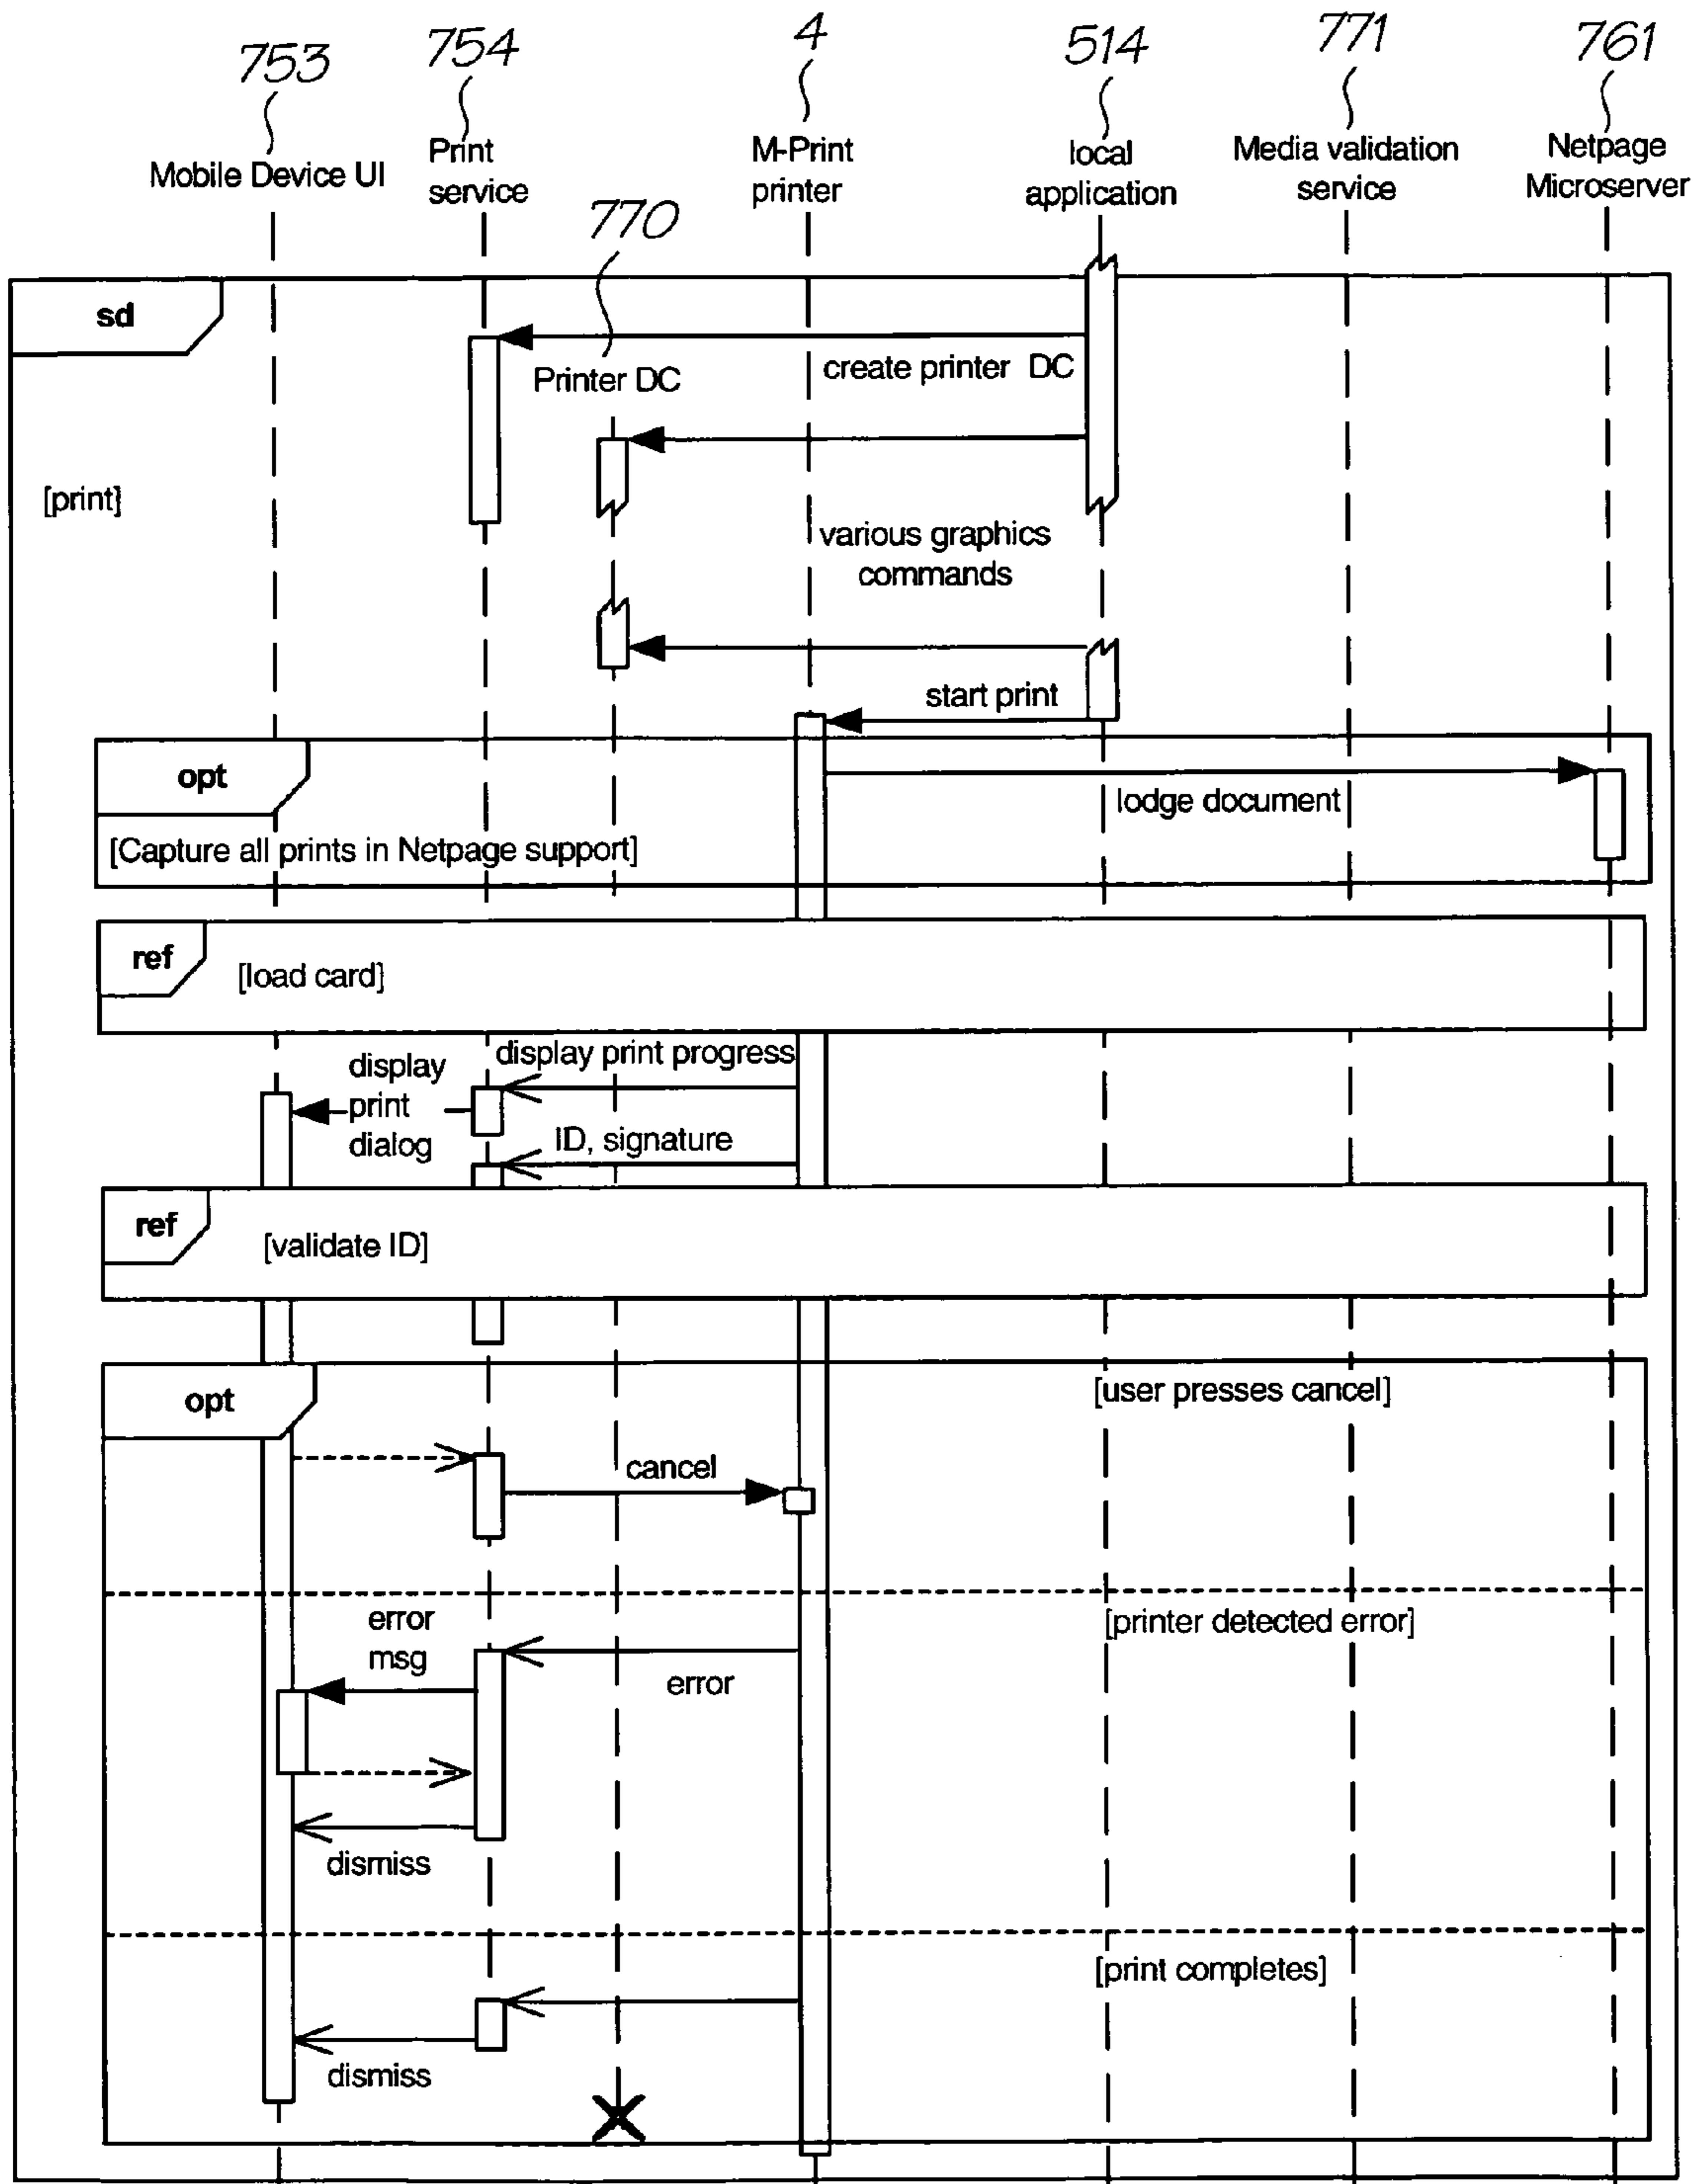 753
754
4
514
771
761
Mobile Device UI
Print
service
M-Print
printer
local
application
Media validation
service
Netpage
Microserver
770
sd
Printer DC
create printer DC
[print]
various graphics
commands
start print
opt
lodge document
[Capture all prints in Netpage support]
ref
[load card]
display print progress
display
print
dialog
ID, signature
ref
[validate ID]
opt
[user presses cancel]
cancel
[printer detected error]
error
msg
error
dismiss
[print completes]
dismiss